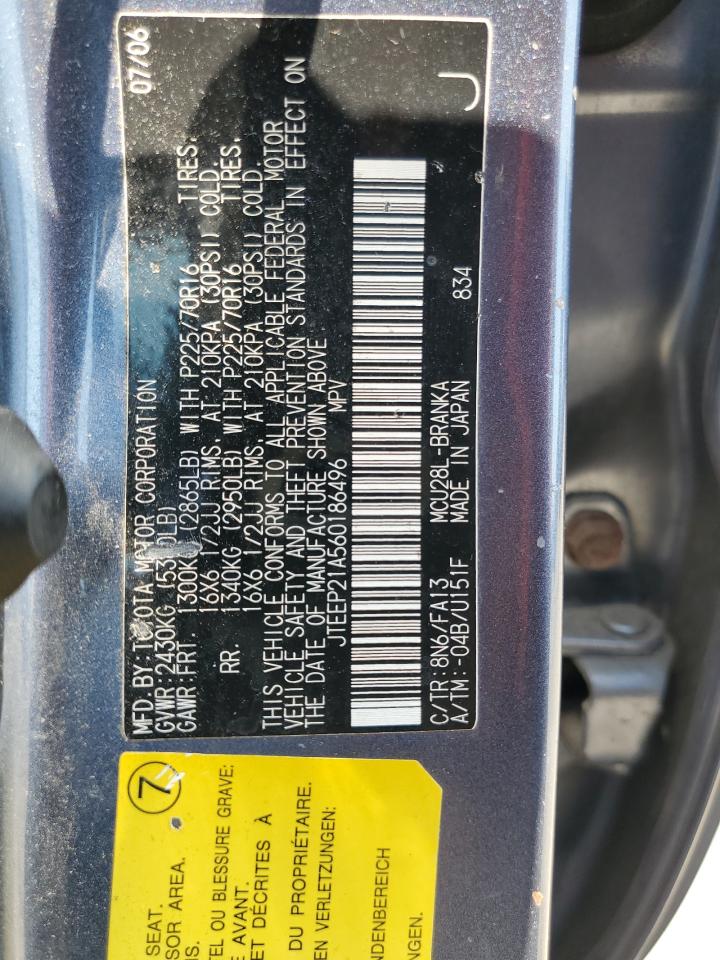 MFD. BY: TOYOTA MOTOR CORPORATION 07/06
GVWR: 2430KG LB)
GAWR: FRT. (2865LB) WITH P225/70R16 TIRES:
16X6 1/2JJ RIMS, AT 210KPA (30PSI) COLD.
RR. 1340KG (2950LB) WITH P225/70R16 TIRES:
16X6 1/2JJ RIMS, AT 210KPA (30PSI) COLD.
THIS VEHICLE CONFORMS TO ALL APPLICABLE FEDERAL MOTOR
VEHICLE SAFETY AND THEFT PREVENTION STANDARDS IN EFFECT ON
THE DATE OF MANUFACTURE SHOWN ABOVE
JTEEP21A560186496 MPV
C/TR: 8N6/FA13 MCU28L-BRANKA 834
A/TM: -04B/U151F MADE IN JAPAN
J
7
SEAT.
SOR AREA.
NS.
TEL OU BLESSURE GRAVE:
E AVANT.
ET DÉCRITES À
DU PROPRIÉTAIRE.
EN VERLETZUNGEN:
NDENBEREICH